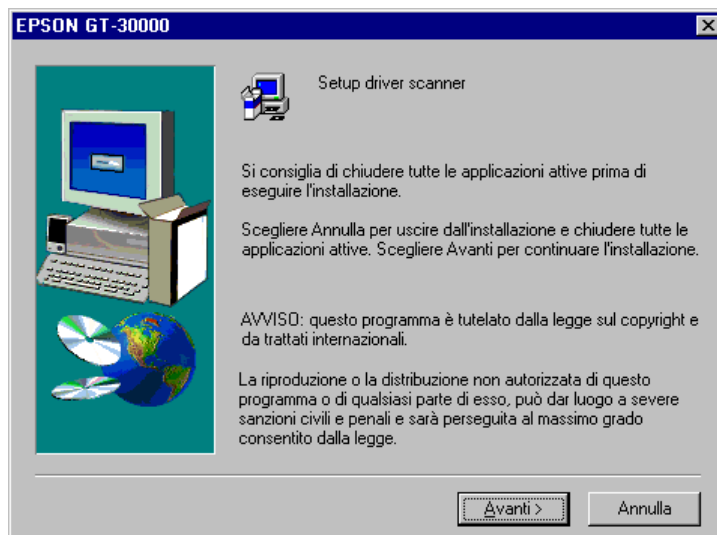 EPSON GT-30000
Setup driver scanner
Si consiglia di chiudere tutte le applicazioni attive prima di
eseguire l'installazione.
Scegliere Annulla per uscire dall'installazione e chiudere tutte le
applicazioni attive. Scegliere Avanti per continuare l'installazione.
AVVISO: questo programma è tutelato dalla legge sul copyright e
da trattati internazionali.
La riproduzione o la distribuzione non autorizzata di questo
programma o di qualsiasi parte di esso, può dar luogo a severe
sanzioni civili e penali e sarà perseguita al massimo grado
consentito dalla legge.
Avanti >
Annulla